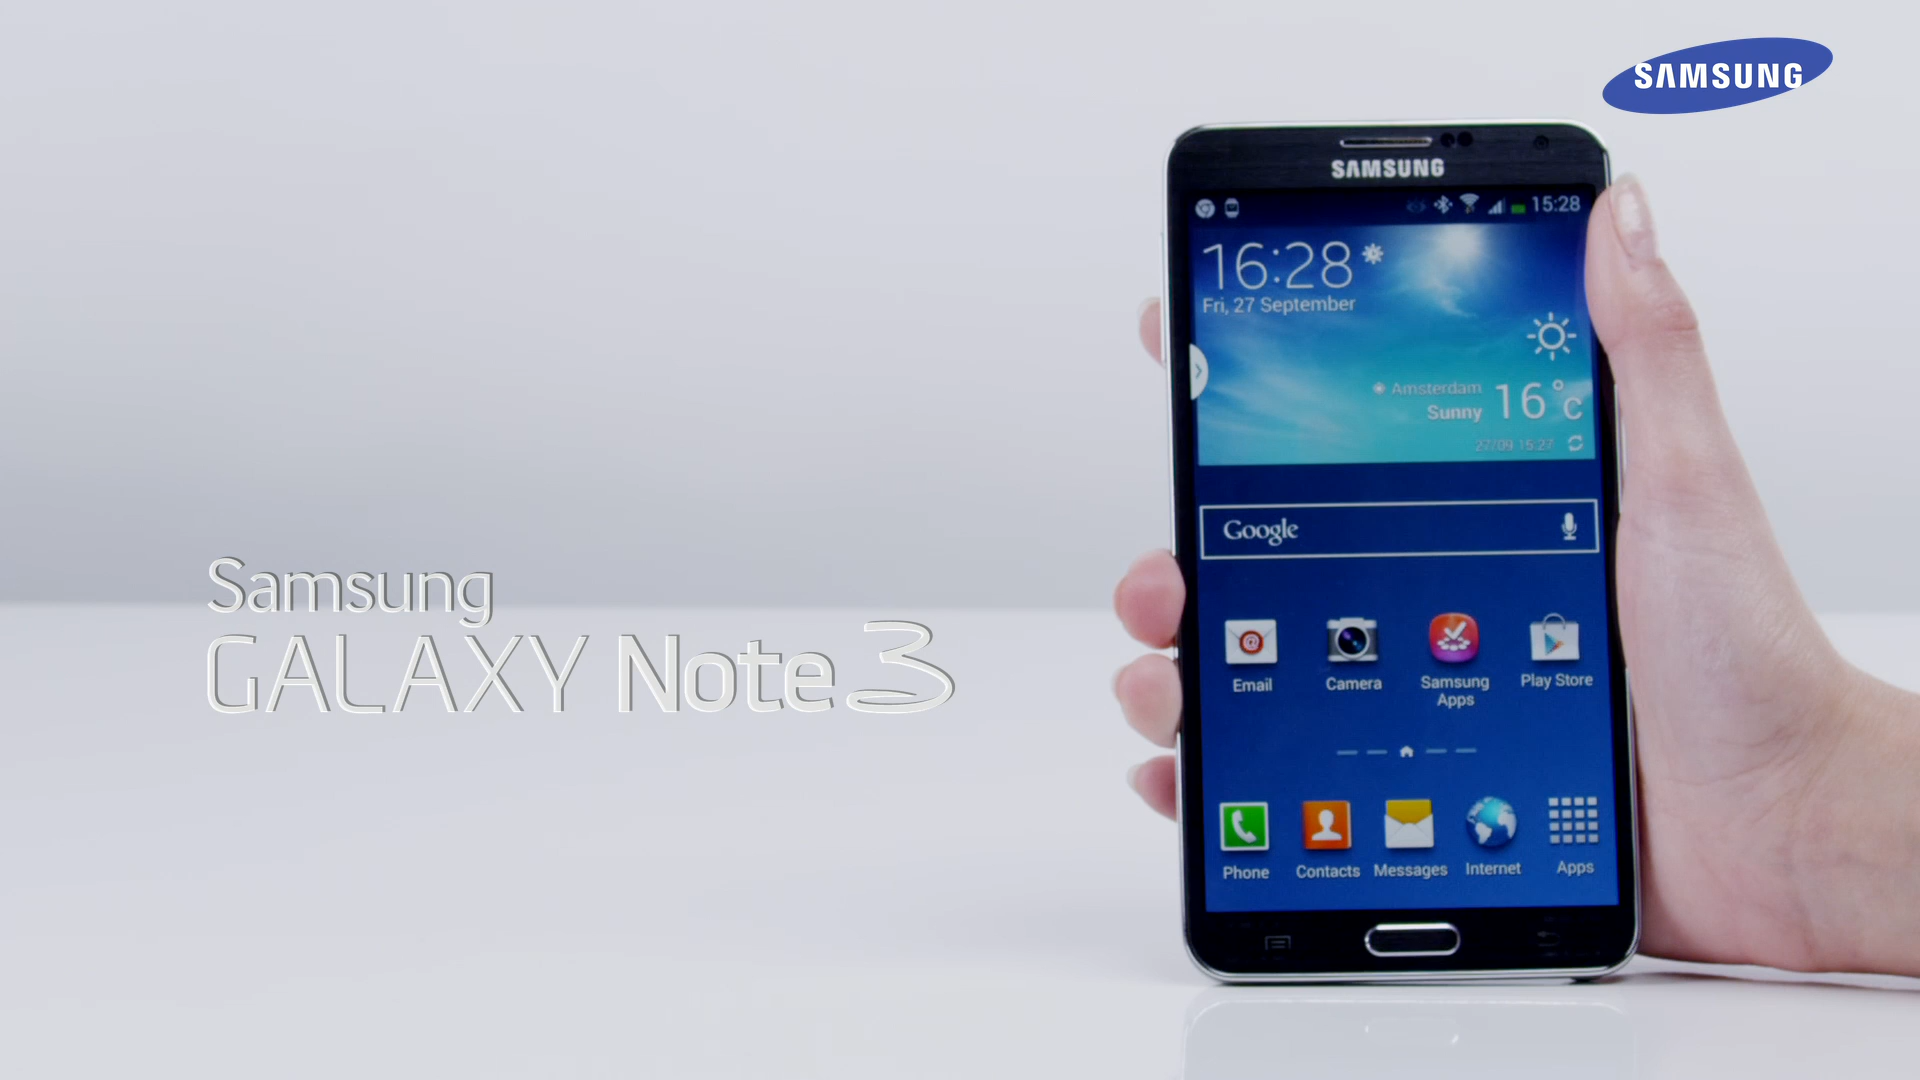 SAMSUNG
SAMSUNG
15:28
16:28
Fri, 27 September
Amsterdam
Sunny
16°C
27/09 15:27
Google
Email
Camera
Samsung Apps
Play Store
Phone
Contacts
Messages
Internet
Apps
Samsung
GALAXY Note 3